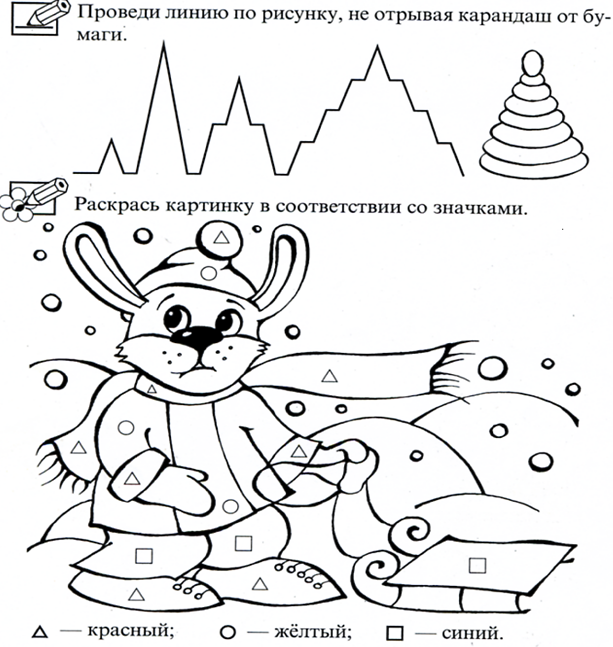 Проведи линию по рисунку, не отрывая карандаш от бу-
маги.
Раскрась картинку в соответствии со значками.
△ — красный; ○ — жёлтый; □ — синий.